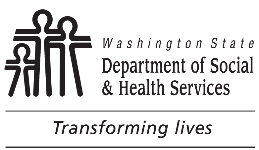 Washington State
Department of Social
& Health Services
Transforming lives